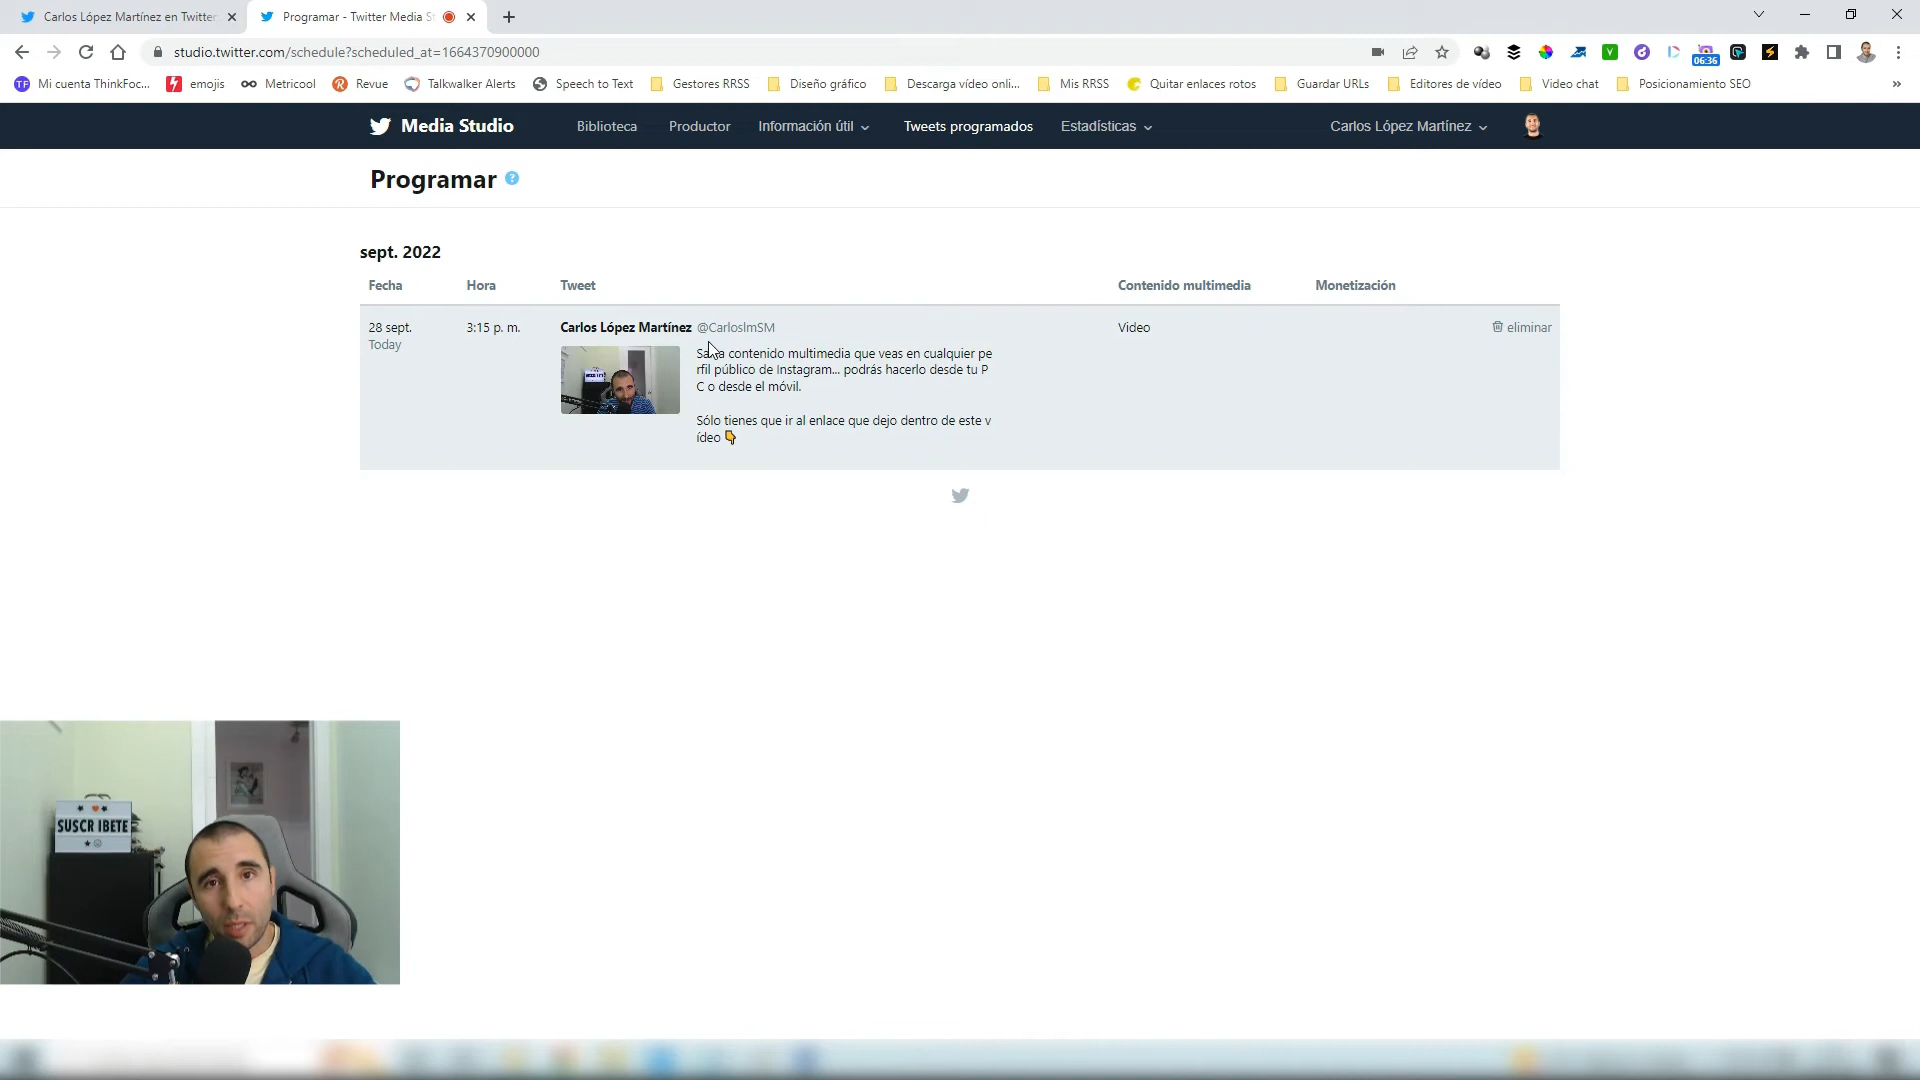 Carlos López Martínez en Twitter
Programar - Twitter Media S
studio.twitter.com/schedule?scheduled_at=1664370900000
06:36
TF Mi cuenta ThinkFoc...
emojis
Metricool
Revue
Talkwalker Alerts
Speech to Text
Gestores RRSS
Diseño gráfico
Descarga vídeo onli...
Mis RRSS
Quitar enlaces rotos
Guardar URLs
Editores de vídeo
Video chat
Posicionamiento SEO
»
Media Studio
Biblioteca
Productor
Información útil
Tweets programados
Estadísticas
Carlos López Martínez
Programar ?
sept. 2022
Fecha
Hora
Tweet
Contenido multimedia
Monetización
28 sept.
Today
3:15 p. m.
Carlos López Martínez @CarloslmSM
contenido multimedia que veas en cualquier pe
rfil público de Instagram... podrás hacerlo desde tu P
C o desde el móvil.
Sólo tienes que ir al enlace que dejo dentro de este v
ídeo 👇
Video
eliminar
SUSCR IBETE